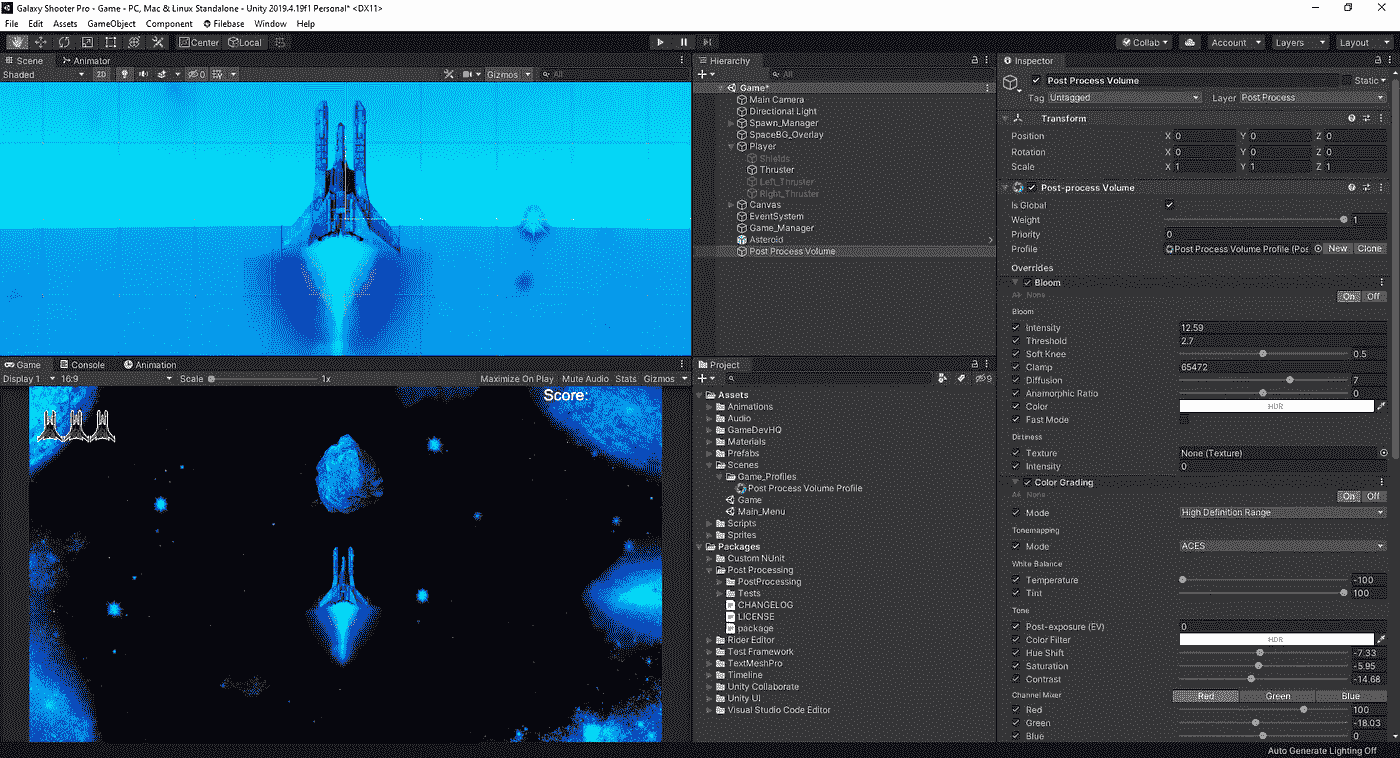 Galaxy Shooter Pro - Game - PC, Mac & Linux Standalone - Unity 2019.4.19f1 Personal* <DX11>
File Edit Assets GameObject Component Filebase Window Help
Center Local Collab Account Layers Layout
Scene Animator
Shaded 2D 0 Gizmos All
Hierarchy
All
Game*
Main Camera
Directional Light
Spawn_Manager
SpaceBG_Overlay
Player
Shields
Thruster
Left_Thruster
Right_Thruster
Canvas
EventSystem
Game_Manager
Asteroid
Post Process Volume
Game Console Animation
Display 1 16:9 Scale 1x Maximize On Play Mute Audio Stats Gizmos
Score:
Project
9
Assets
Animations
Audio
GameDevHQ
Materials
Prefabs
Scenes
Game_Profiles
Post Process Volume Profile
Game
Main_Menu
Scripts
Sprites
Packages
Custom NUnit
Post Processing
PostProcessing
Tests
CHANGELOG
LICENSE
package
Rider Editor
Test Framework
TextMeshPro
Timeline
Unity Collaborate
Unity UI
Visual Studio Code Editor
Inspector
Post Process Volume Static
Tag Untagged Layer Post Process
Transform
Position X 0 Y 0 Z 0
Rotation X 0 Y 0 Z 0
Scale X 1 Y 1 Z 1
Post-process Volume
Is Global
Weight 1
Priority 0
Profile Post Process Volume Profile (Pos New Clone
Overrides
Bloom
None On Off
Bloom
Intensity 12.59
Threshold 2.7
Soft Knee 0.5
Clamp 65472
Diffusion 7
Anamorphic Ratio 0
Color HDR
Fast Mode
Dirtiness
Texture None (Texture)
Intensity 0
Color Grading
None On Off
Mode High Definition Range
Tonemapping
Mode ACES
White Balance
Temperature -100
Tint 100
Tone
Post-exposure (EV) 0
Color Filter HDR
Hue Shift -7.33
Saturation -5.95
Contrast -14.68
Channel Mixer Red Green Blue
Red 100
Green -18.03
Blue 0
Auto Generate Lighting Off